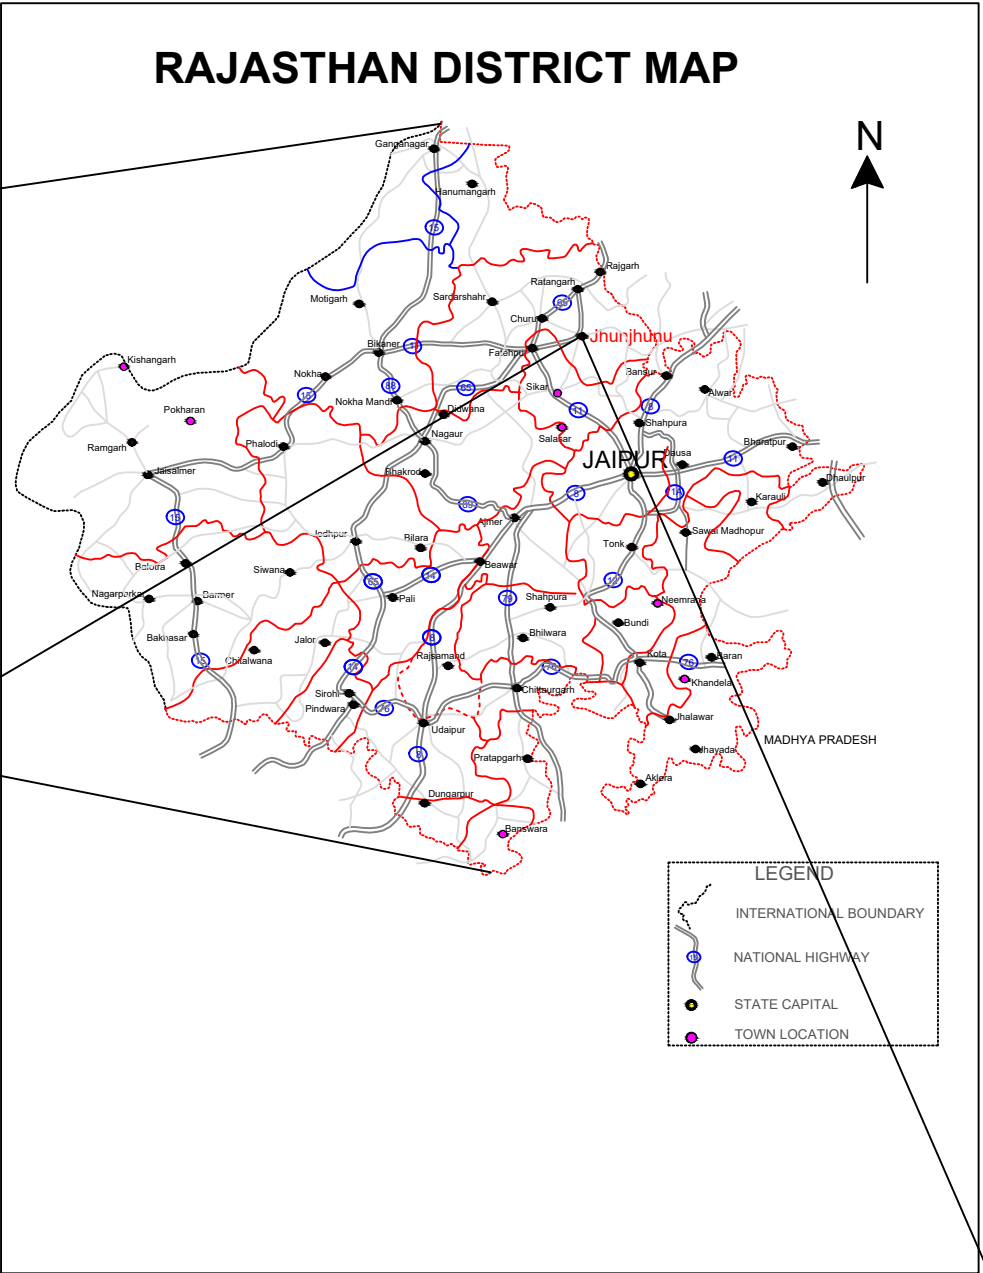 RAJASTHAN DISTRICT MAP
N
Ganganagar
Hanumangarh
15
Rajgarh
Ratangarh
Motigarh
Sardarshahr
65
Churu
Jhunjhunu
Bikaner
11
Fatehpur
Kishangarh
Nokha
Bansur
15
Nokha Mandi
65
Sikar
Alwar
Pokharan
Didwana
11
8
Shahpura
Ramgarh
Phalodi
Nagaur
Salasar
Bharatpur
JAIPUR
Dausa
11
Jaisalmer
Bhakrod
Dhaulpur
8
Karauli
15
89
Ajmer
Jodhpur
Bilara
Tonk
Sawai Madhopur
Balotra
Siwana
65
14
Beawar
12
Nagarparkar
Barmer
Pali
79
Shahpura
Neemrana
Bundi
Baknasar
Jalor
8
Bhilwara
15
Chitalwana
14
Rajsamand
76
Kota
76
Baran
Khandela
Sirohi
Pindwara
76
Chittaurgarh
Udaipur
Jhalawar
8
Pratapgarh
Jhayada
MADHYA PRADESH
Aklera
Dungarpur
Banswara
LEGEND
INTERNATIONAL BOUNDARY
NATIONAL HIGHWAY
STATE CAPITAL
TOWN LOCATION